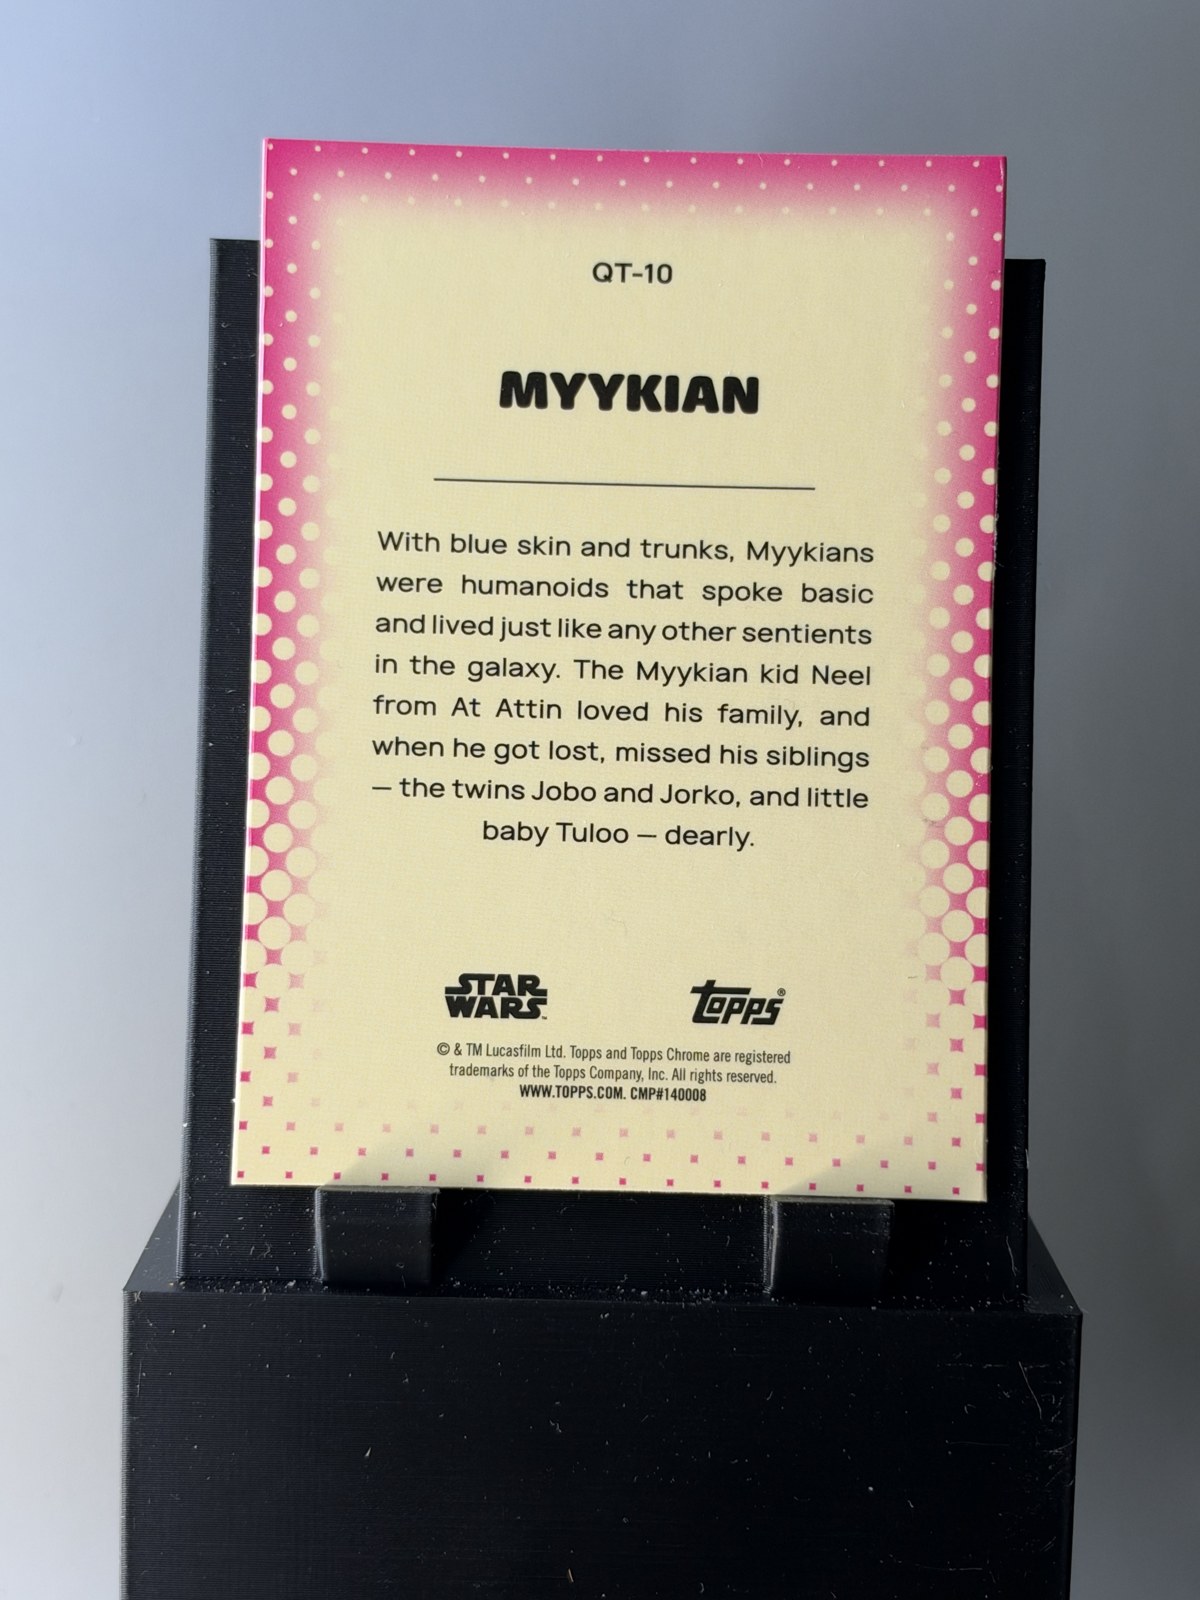 QT-10
MYYKIAN
With blue skin and trunks, Myykians
were humanoids that spoke basic
and lived just like any other sentients
in the galaxy. The Myykian kid Neel
from At Attin loved his family, and
when he got lost, missed his siblings
— the twins Jobo and Jorko, and little
baby Tuloo — dearly.
STAR WARS™ topps®
© & TM Lucasfilm Ltd. Topps and Topps Chrome are registered
trademarks of the Topps Company, Inc. All rights reserved.
WWW.TOPPS.COM. CMP#140008